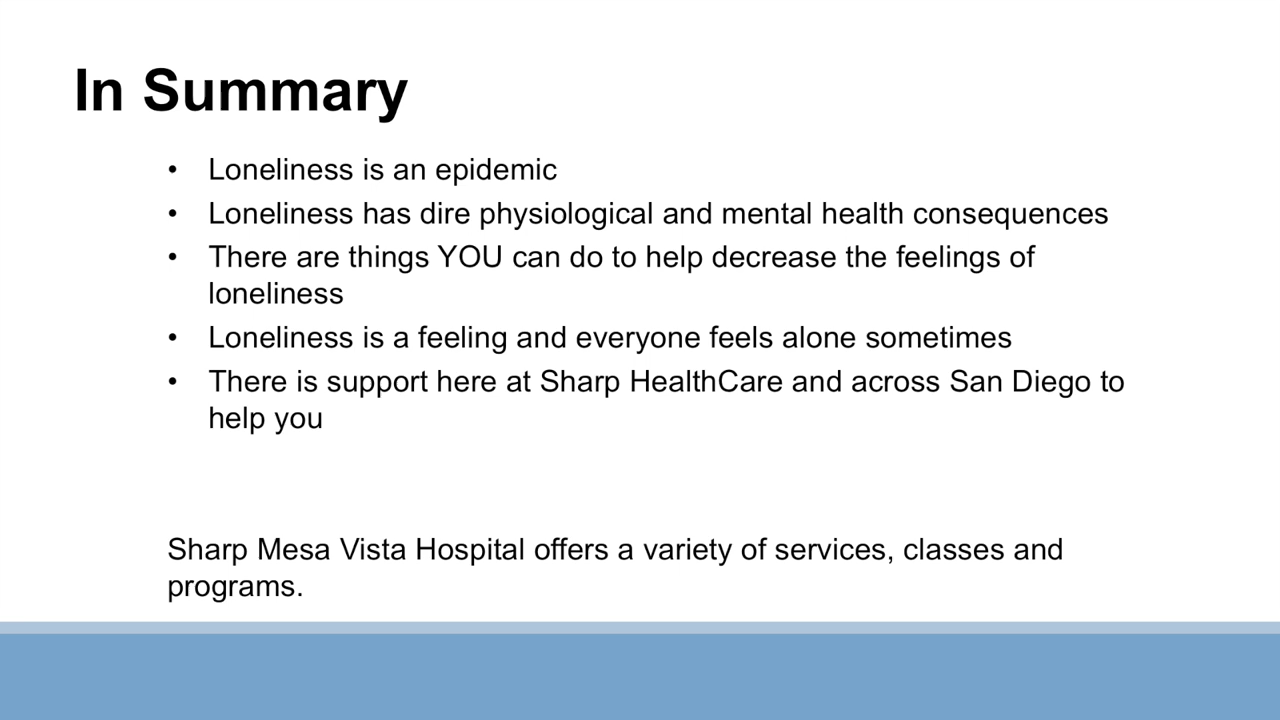 In Summary
• Loneliness is an epidemic
• Loneliness has dire physiological and mental health consequences
• There are things YOU can do to help decrease the feelings of
loneliness
• Loneliness is a feeling and everyone feels alone sometimes
• There is support here at Sharp HealthCare and across San Diego to
help you
Sharp Mesa Vista Hospital offers a variety of services, classes and
programs.